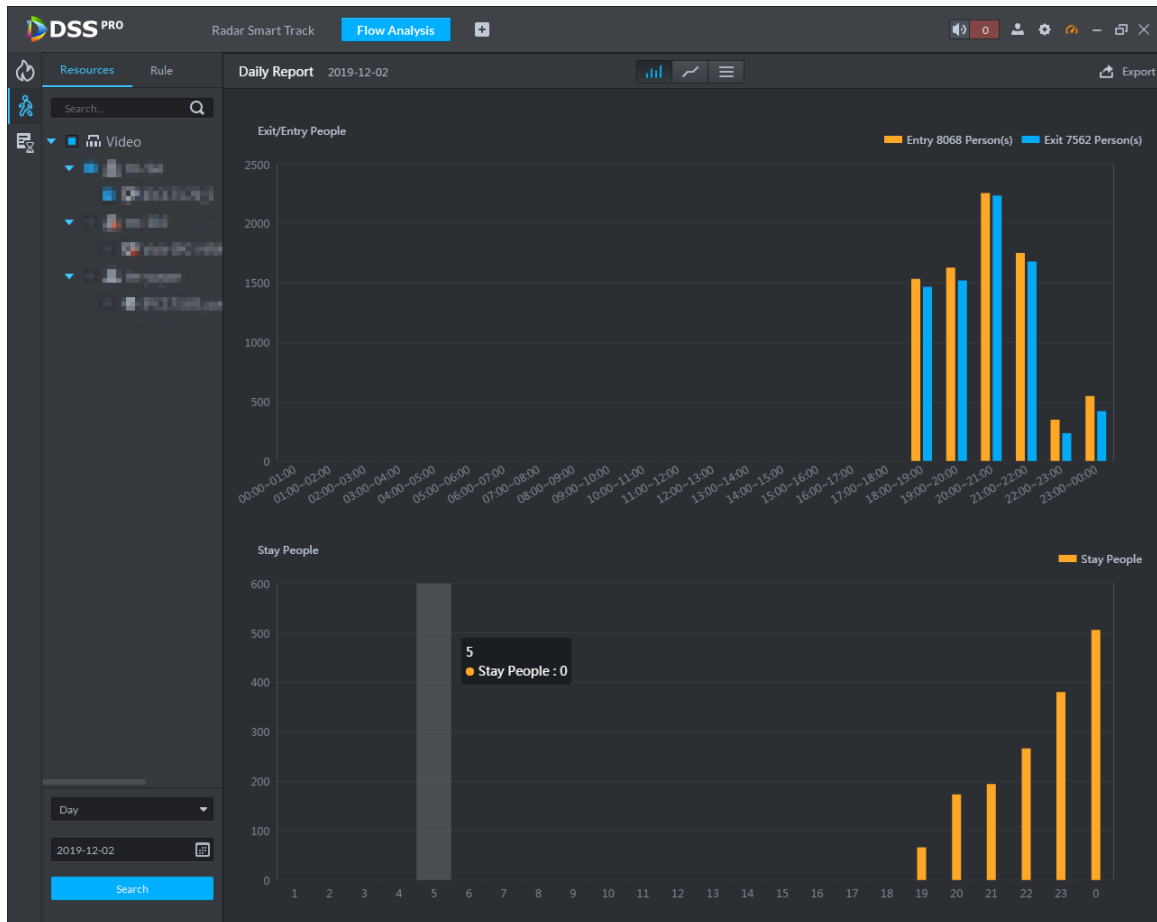 DSS PRO
Radar Smart Track
Flow Analysis
0
Resources
Rule
Daily Report 2019-12-02
Export
Search...
Video
Day
2019-12-02
Search
Exit/Entry People
Entry 8068 Person(s) Exit 7562 Person(s)
2500
2000
1500
1000
500
0
00:00~01:00 01:00~02:00 02:00~03:00 03:00~04:00 04:00~05:00 05:00~06:00 06:00~07:00 07:00~08:00 08:00~09:00 09:00~10:00 10:00~11:00 11:00~12:00 12:00~13:00 13:00~14:00 14:00~15:00 15:00~16:00 16:00~17:00 17:00~18:00 18:00~19:00 19:00~20:00 20:00~21:00 21:00~22:00 22:00~23:00 23:00~00:00
Stay People
Stay People
600
500
400
300
200
100
0
5
Stay People : 0
1 2 3 4 5 6 7 8 9 10 11 12 13 14 15 16 17 18 19 20 21 22 23 0